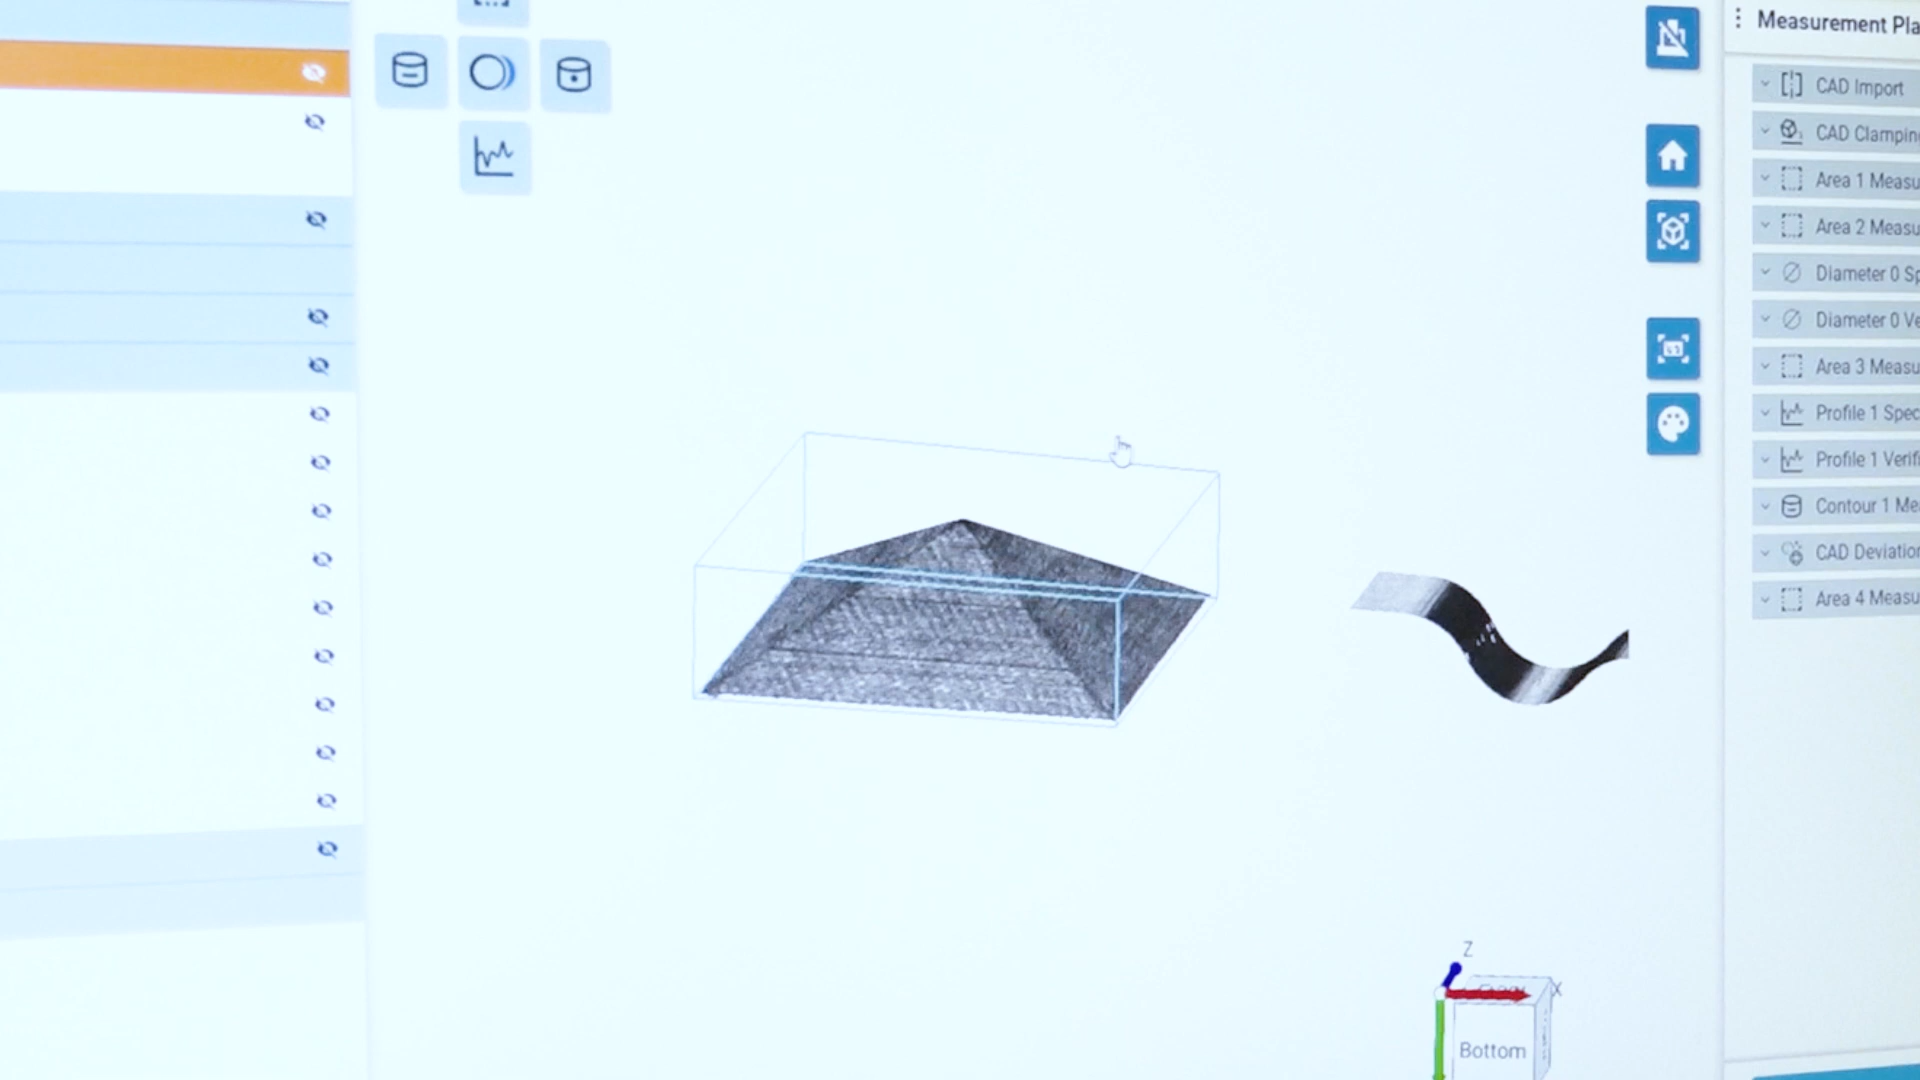 Measurement Pla
CAD Import
CAD Clampin
Area 1 Measu
Area 2 Measu
Diameter 0 Sp
Diameter 0 Ve
Area 3 Measu
Profile 1 Spec
Profile 1 Verif
Contour 1 Me
CAD Deviation
Area 4 Measu
Z
X
Bottom